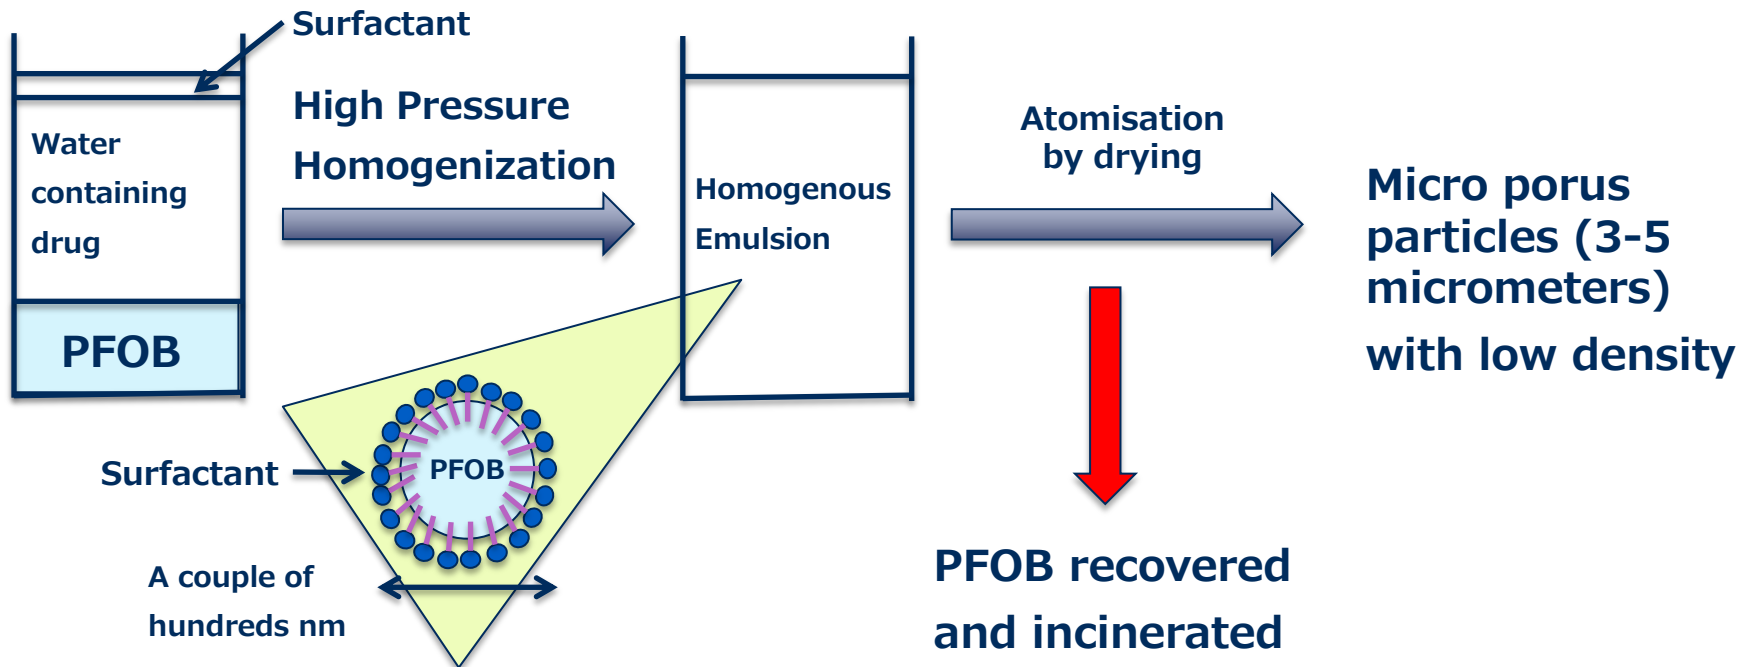 Surfactant
Water
containing
drug
PFOB
High Pressure
Homogenization
Homogenous
Emulsion
Atomisation
by drying
Micro porus
particles (3-5
micrometers)
with low density
Surfactant
PFOB
A couple of
hundreds nm
PFOB recovered
and incinerated